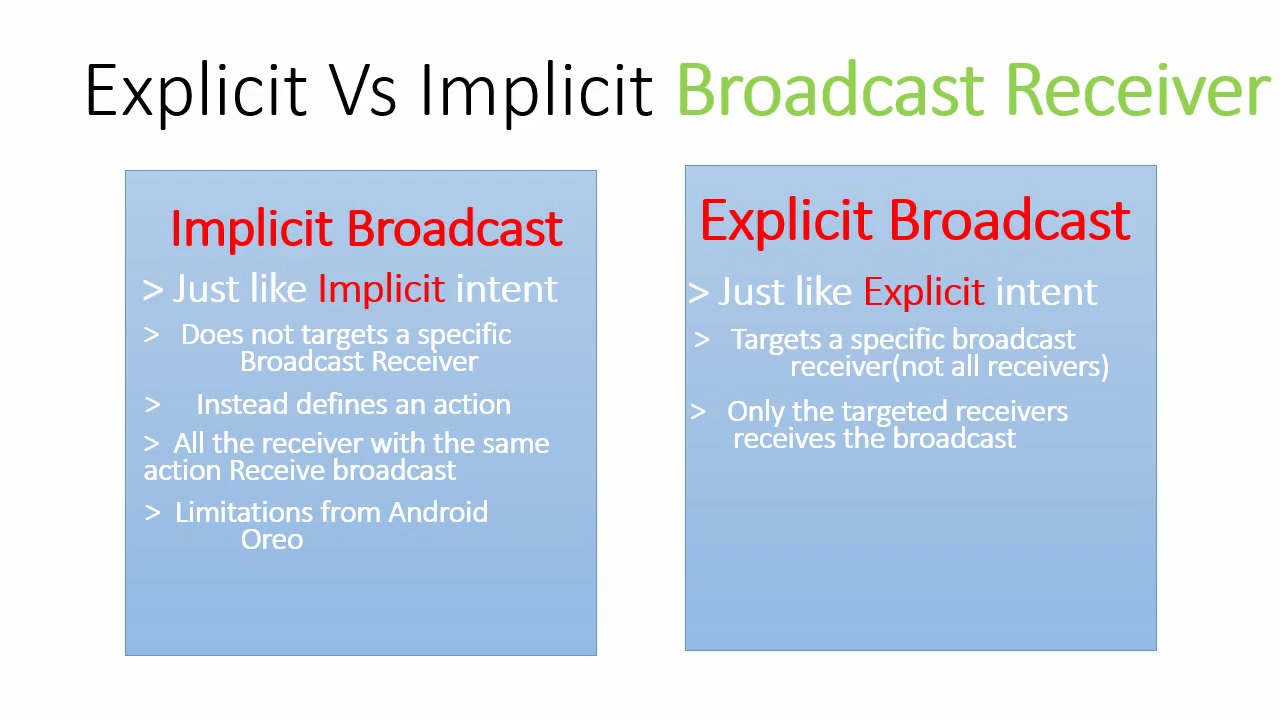 Explicit Vs Implicit Broadcast Receiver
Implicit Broadcast
> Just like Implicit intent
> Does not targets a specific
Broadcast Receiver
> Instead defines an action
> All the receiver with the same
action Receive broadcast
> Limitations from Android
Oreo
Explicit Broadcast
> Just like Explicit intent
> Targets a specific broadcast
receiver(not all receivers)
> Only the targeted receivers
receives the broadcast